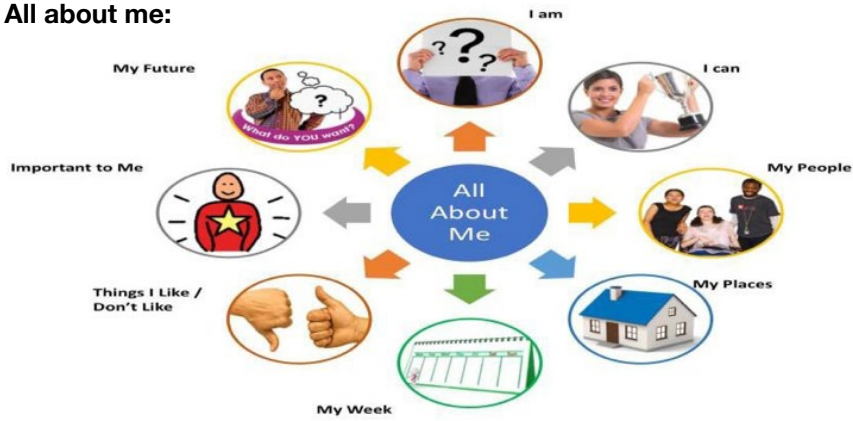 All about me:
I am
? ? ?
My Future
?
What do YOU want?
I can
Important to Me
My People
All
About
Me
Things I Like /
Don't Like
My Places
My Week